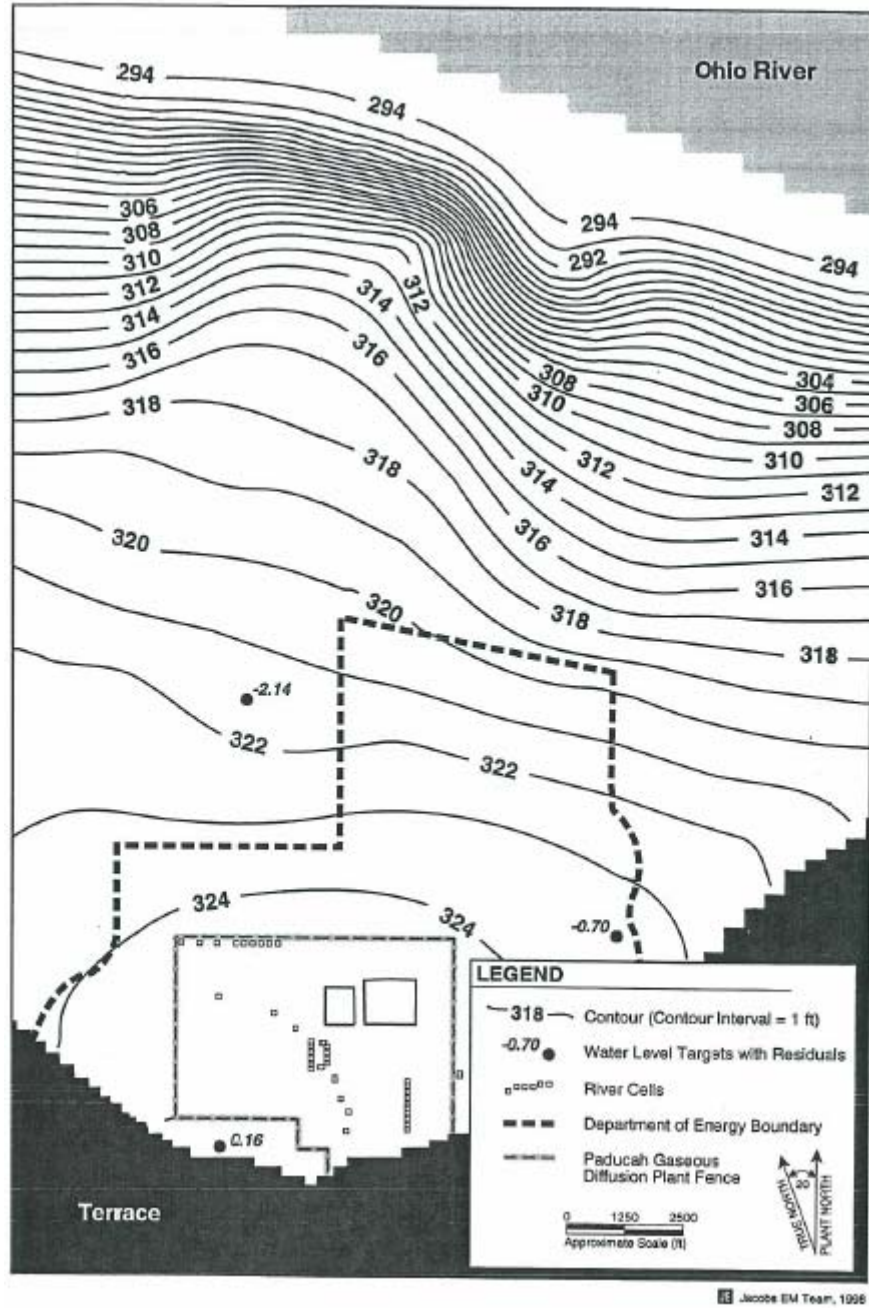 Ohio River
294
294
294
294
292
306
308
310
312
314
316
318
312
314
316
318
308
310
312
314
316
318
304
306
308
310
312
314
316
318
320
320
-2.14
322
322
324
324
-0.70
0.16
Terrace
LEGEND
318 Contour (Contour Interval = 1 ft)
-0.70 Water Level Targets with Residuals
River Cells
Department of Energy Boundary
Paducah Gaseous
Diffusion Plant Fence
0 1250 2500
Approximate Scale (ft)
20
TRUE NORTH
PLANT NORTH
Jacobs EM Team, 1998